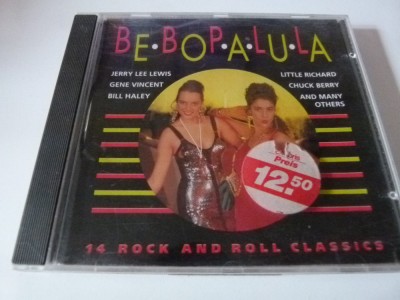 BE•BOP•A•LU•LA
JERRY LEE LEWIS
GENE VINCENT
BILL HALEY
LITTLE RICHARD
CHUCK BERRY
AND MANY
OTHERS
Preis
12.50
14 ROCK AND ROLL CLASSICS